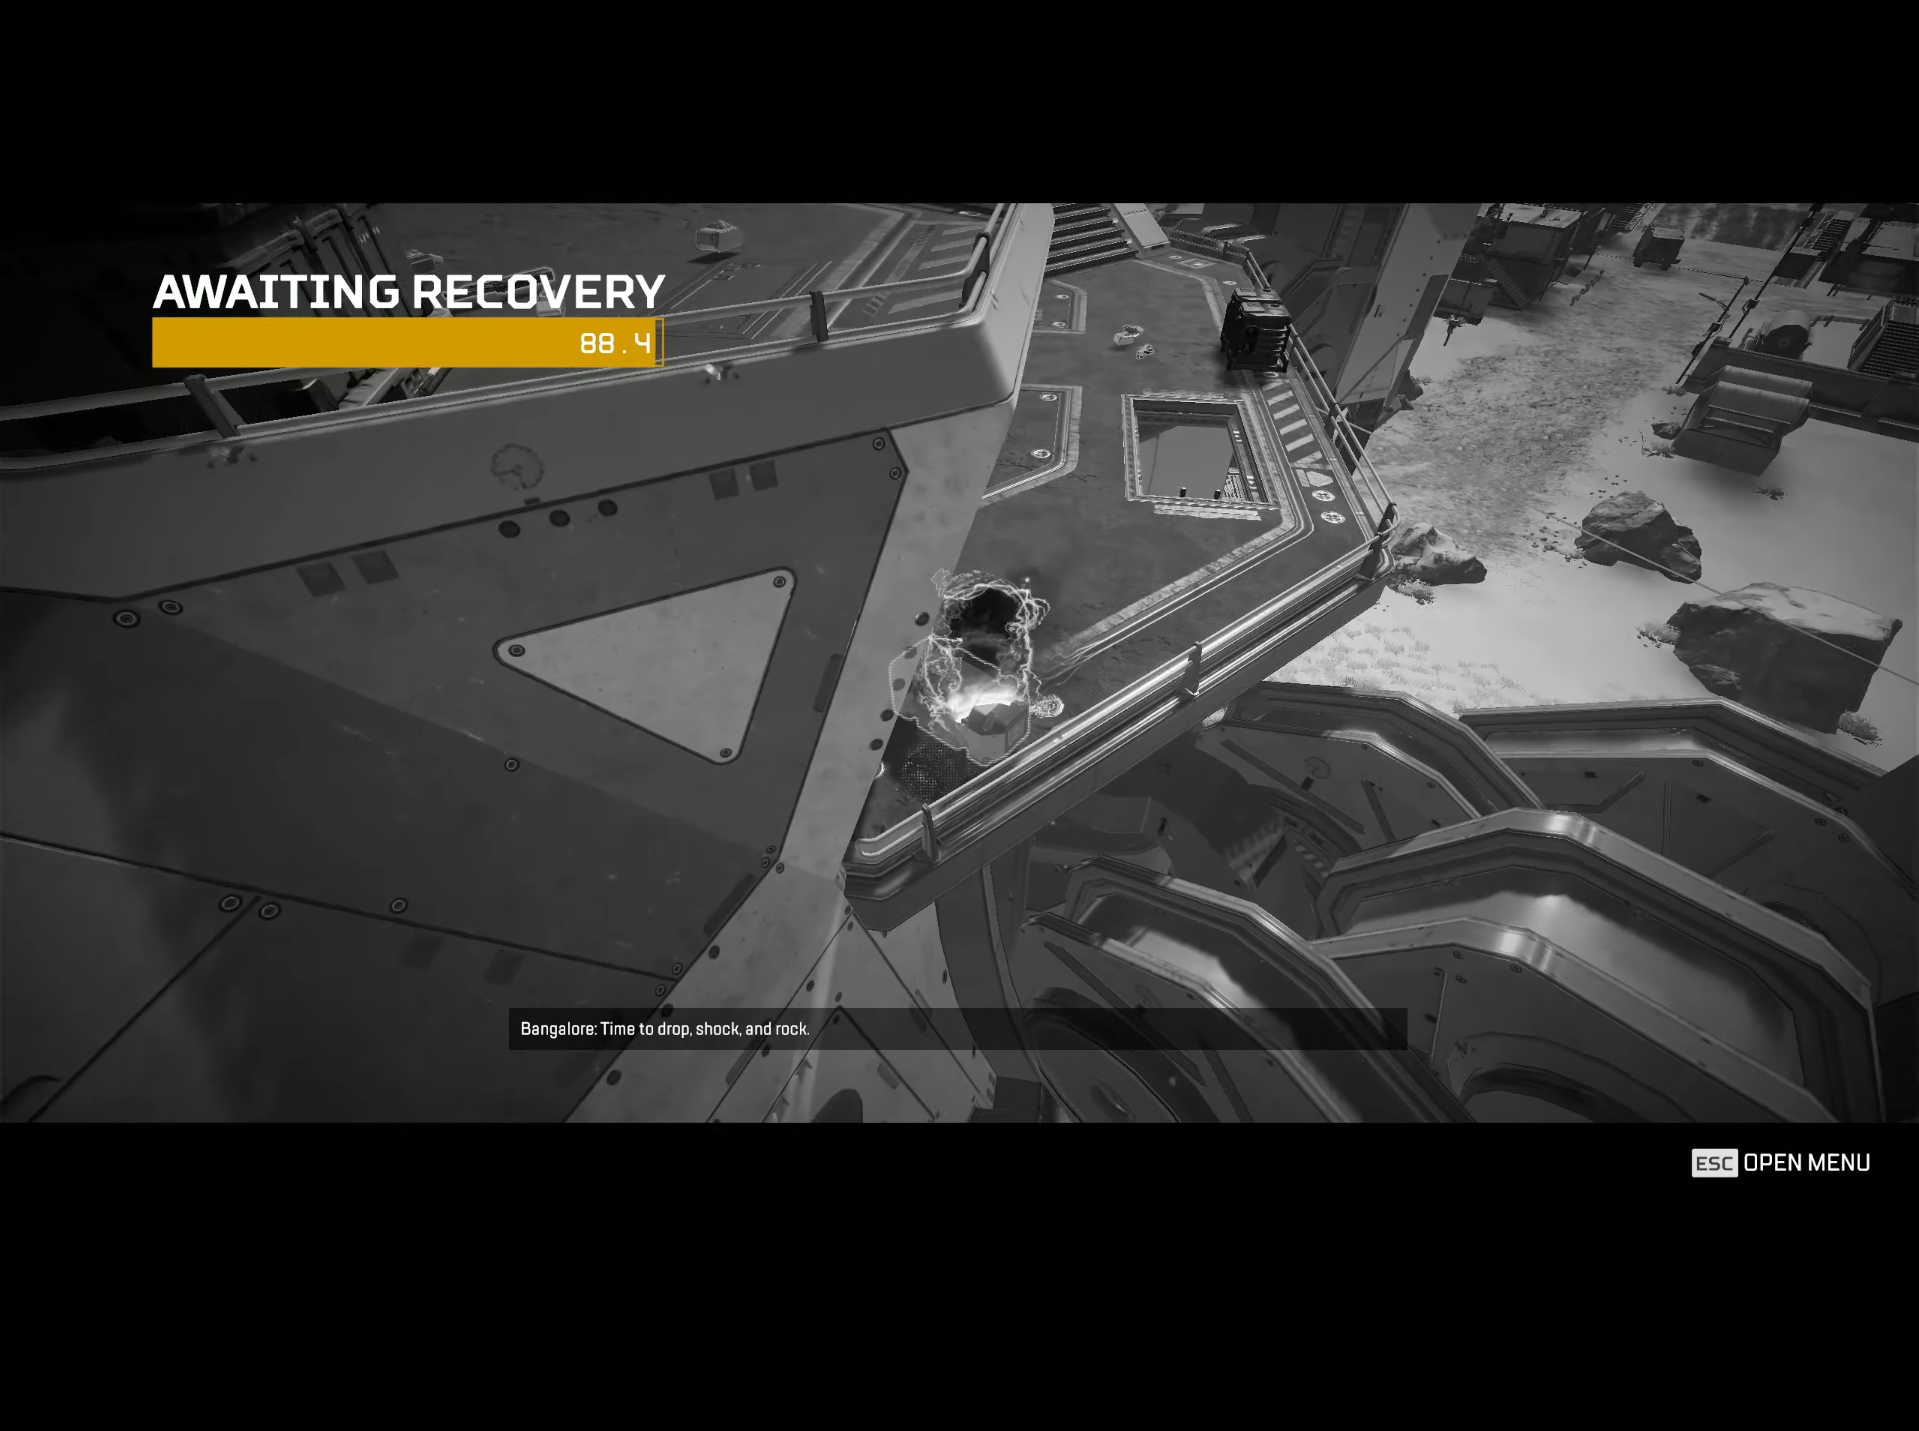 AWAITING RECOVERY
88.4
Bangalore: Time to drop, shock, and rock.
ESC OPEN MENU